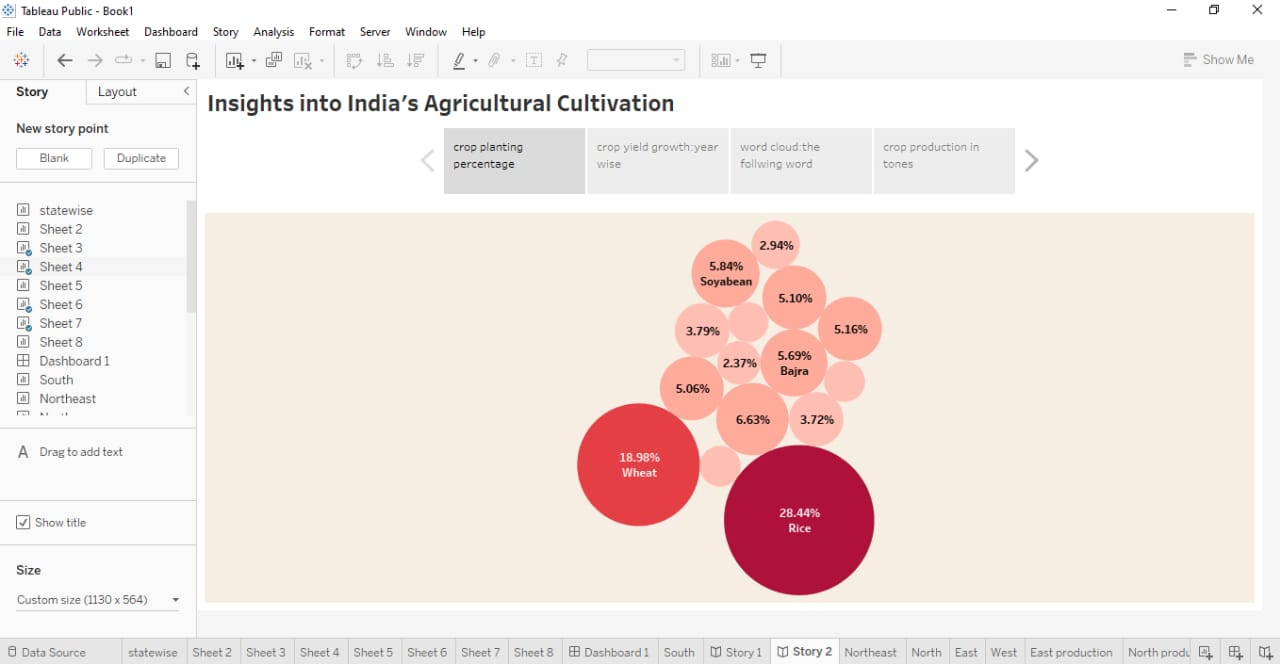 Tableau Public - Book1
File Data Worksheet Dashboard Story Analysis Format Server Window Help
Show Me
Story Layout
New story point
Blank Duplicate
statewise
Sheet 2
Sheet 3
Sheet 4
Sheet 5
Sheet 6
Sheet 7
Sheet 8
Dashboard 1
South
Northeast
A Drag to add text
Show title
Size
Custom size (1130 x 564)
Insights into India's Agricultural Cultivation
crop planting
percentage
crop yield growth:year
wise
word cloud:the
follwing word
crop production in
tones
2.94%
5.84%
Soyabean
5.10%
3.79%
5.16%
2.37%
5.69%
Bajra
5.06%
6.63%
3.72%
18.98%
Wheat
28.44%
Rice
Data Source statewise Sheet 2 Sheet 3 Sheet 4 Sheet 5 Sheet 6 Sheet 7 Sheet 8 Dashboard 1 South Story 1 Story 2 Northeast North East West East production North produ